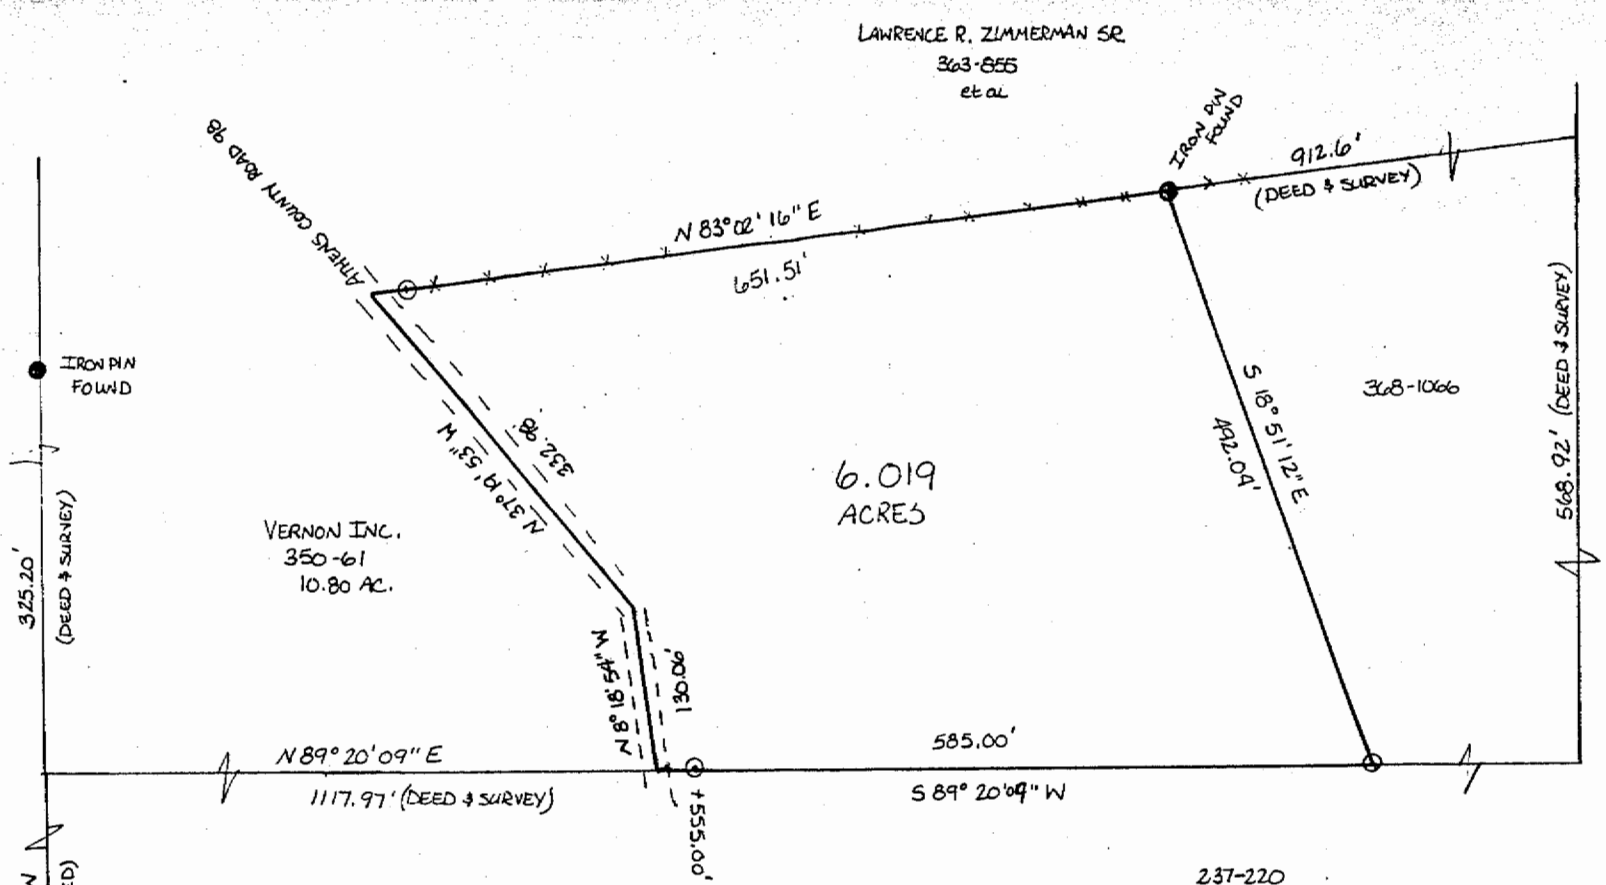 LAWRENCE R. ZIMMERMAN SR
363-855
et al
IRON PIN
FOUND
912.6'
(DEED & SURVEY)
ATHENS COUNTY ROAD 98
N 83° 02' 16" E
651.51'
IRON PIN
FOUND
568.92' (DEED & SURVEY)
368-1066
S 18° 51' 12" E
492.09'
332.98'
N 37° 19' 53" W
6.019
ACRES
VERNON INC.
350-61
10.80 AC.
325.20'
(DEED & SURVEY)
N 8° 18' 54" W
130.06'
N 89° 20' 09" E
1117.97' (DEED & SURVEY)
585.00'
S 89° 20' 09" W
+555.00'
237-220